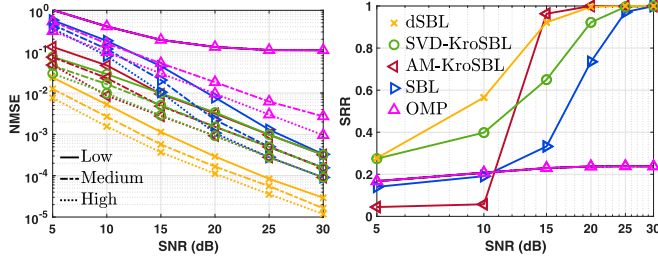 10^0
10^-1
10^-2
10^-3
10^-4
10^-5
NMSE
Low
Medium
High
5 10 15 20 25 30
SNR (dB)
1
0.8
0.6
0.4
0.2
0
SRR
dSBL
SVD-KroSBL
AM-KroSBL
SBL
OMP
5 10 15 20 25 30
SNR (dB)